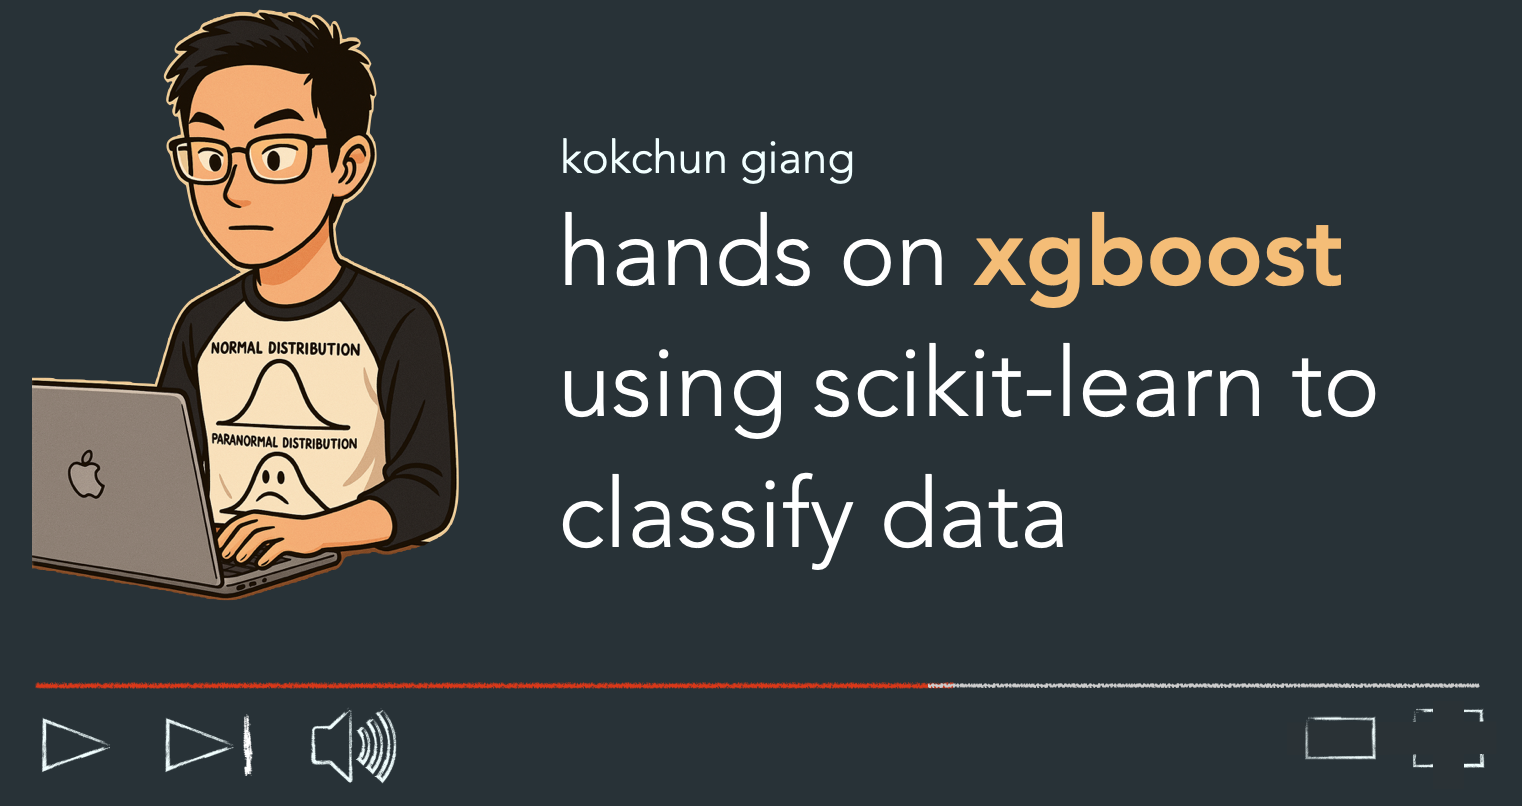 kokchun giang
hands on xgboost
using scikit-learn to
classify data
NORMAL DISTRIBUTION
PARANORMAL DISTRIBUTION